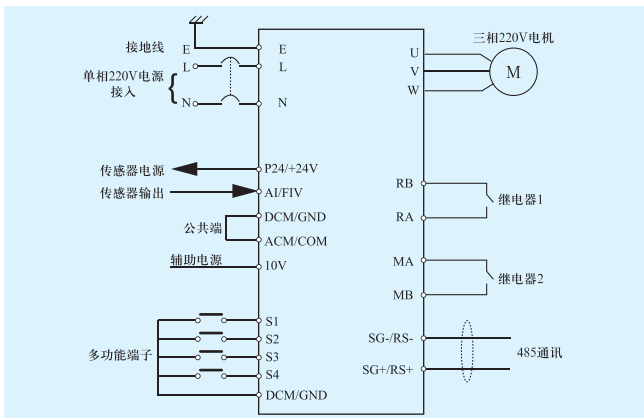 接地线 E E
L L
单相220V电源
接入
N N
U
V
W
三相220V电机
M
传感器电源 P24/+24V
传感器输出 AI/FIV
公共端
DCM/GND
ACM/COM
辅助电源 10V
RB
RA
继电器1
MA
MB
继电器2
多功能端子
S1
S2
S3
S4
DCM/GND
SG-/RS-
SG+/RS+
485通讯